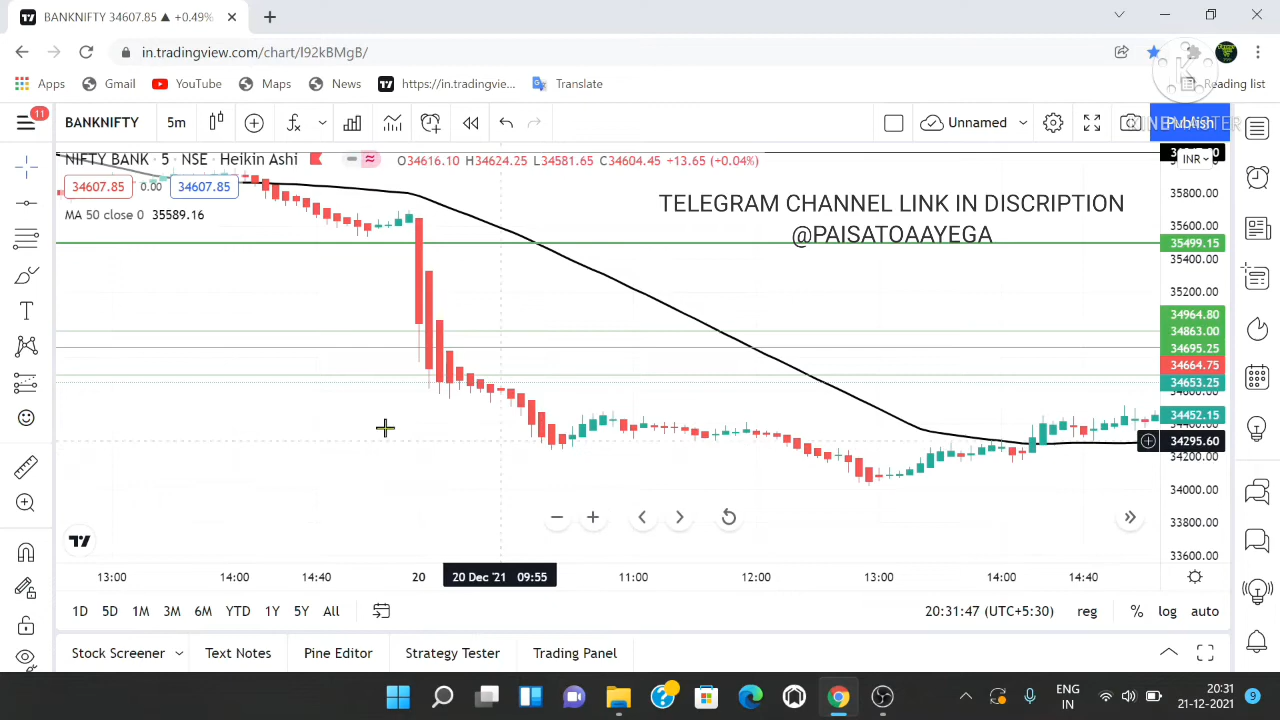 BANKNIFTY 34607.85 ▲ +0.49%
in.tradingview.com/chart/l92kBMgB/
Apps Gmail YouTube Maps News https://in.tradingvie... Translate Reading list
11
BANKNIFTY 5m Unnamed Publish
NIFTY BANK · 5 · NSE · Heikin Ashi O34616.10 H34624.25 L34581.65 C34604.45 +13.65 (+0.04%)
INR
34607.85 0.00 34607.85
MA 50 close 0 35589.16
TELEGRAM CHANNEL LINK IN DISCRIPTION
@PAISATOAAYEGA
35800.00
35600.00
35499.15
35400.00
35200.00
34964.80
34863.00
34695.25
34664.75
34653.25
34452.15
34295.60
34200.00
34000.00
33800.00
33600.00
13:00 14:00 14:40 20 20 Dec '21 09:55 11:00 12:00 13:00 14:00 14:40
1D 5D 1M 3M 6M YTD 1Y 5Y All 20:31:47 (UTC+5:30) reg % log auto
Stock Screener Text Notes Pine Editor Strategy Tester Trading Panel
ENG
IN
20:31
21-12-2021
9